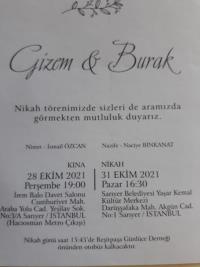 Gizem & Burak
Nikah törenimizde sizleri de aramızda
görmekten mutluluk duyarız.
Nimet - İsmail ÖZCAN
Nazife - Naciye BİNKANAT
KINA
28 EKİM 2021
Perşembe 19:00
İrem Balo Davet Salonu
Cumhuriyet Mah.
Araba Yolu Cad. Yeşilay Sok.
No:3/A Sarıyer / İSTANBUL
(Hacıosman Metro Çıkışı)
NİKAH
31 EKİM 2021
Pazar 16:30
Sarıyer Belediyesi Yaşar Kemal
Kültür Merkezi
Darüşşafaka Mah. Akgün Cad.
No:1 Sarıyer / İSTANBUL
Nikah günü saat 15:45'de Reşitpaşa Derneği
önünden otobüs kalkacaktır.